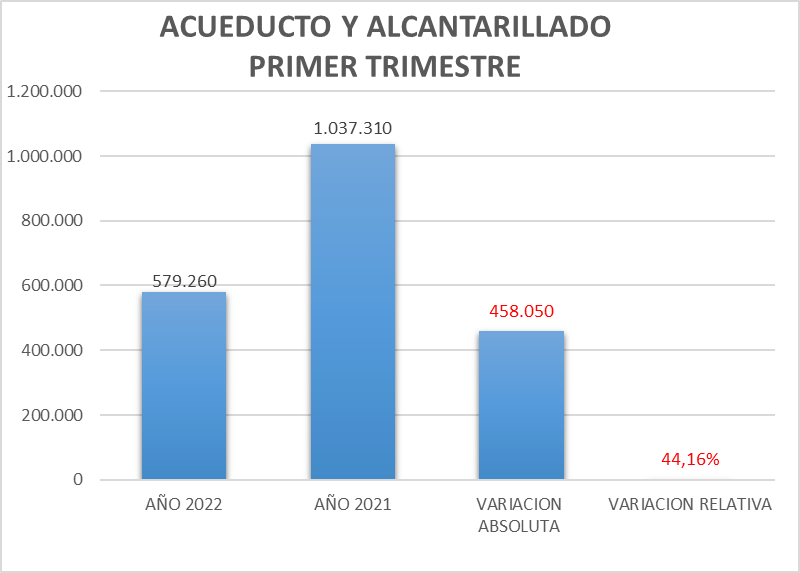 ACUEDUCTO Y ALCANTARILLADO
PRIMER TRIMESTRE
1.200.000
1.000.000
800.000
600.000
400.000
200.000
0
579.260
1.037.310
458.050
44,16%
AÑO 2022
AÑO 2021
VARIACION
ABSOLUTA
VARIACION RELATIVA